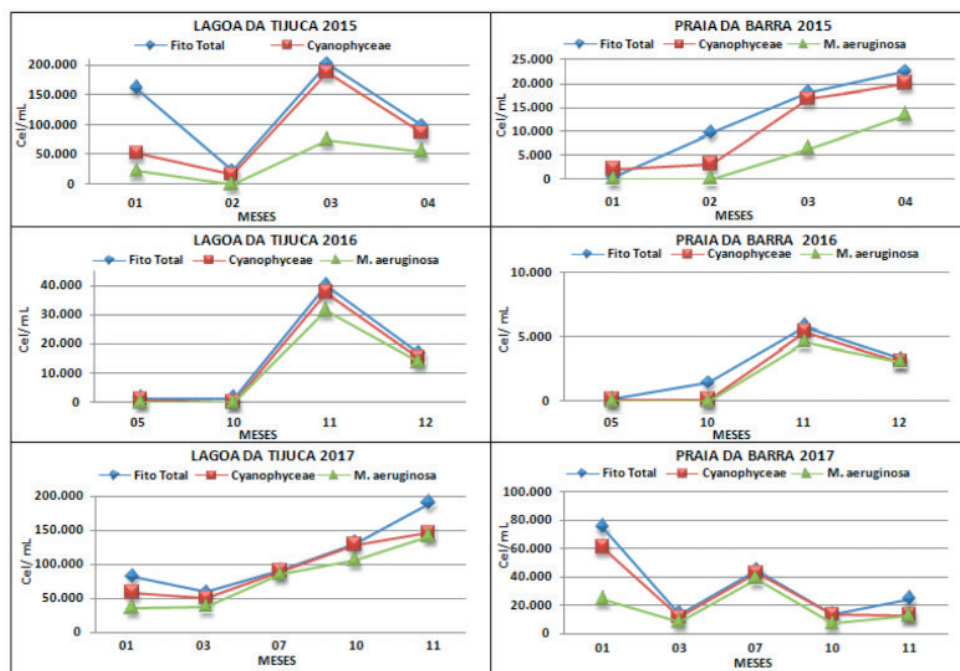 LAGOA DA TIJUCA 2015
Fito Total Cyanophyceae
200.000
150.000
100.000
50.000
0
Cel/mL
01 02 03 04
MESES
PRAIA DA BARRA 2015
Fito Total Cyanophyceae M. aeruginosa
25.000
20.000
15.000
10.000
5.000
0
Cel/mL
01 02 03 04
MESES
LAGOA DA TIJUCA 2016
Fito Total Cyanophyceae M. aeruginosa
40.000
30.000
20.000
10.000
0
Cel/ mL
05 10 11 12
MESES
PRAIA DA BARRA 2016
Fito Total Cyanophyceae M. aeruginosa
10.000
5.000
0
Cel/ mL
05 10 11 12
MESES
LAGOA DA TIJUCA 2017
Fito Total Cyanophyceae M. aeruginosa
200.000
150.000
100.000
50.000
0
Cel/ mL
01 03 07 10 11
MESES
PRAIA DA BARRA 2017
Fito Total Cyanophyceae M. aeruginosa
100.000
80.000
60.000
40.000
20.000
0
Cel/ mL
01 03 07 10 11
MESES